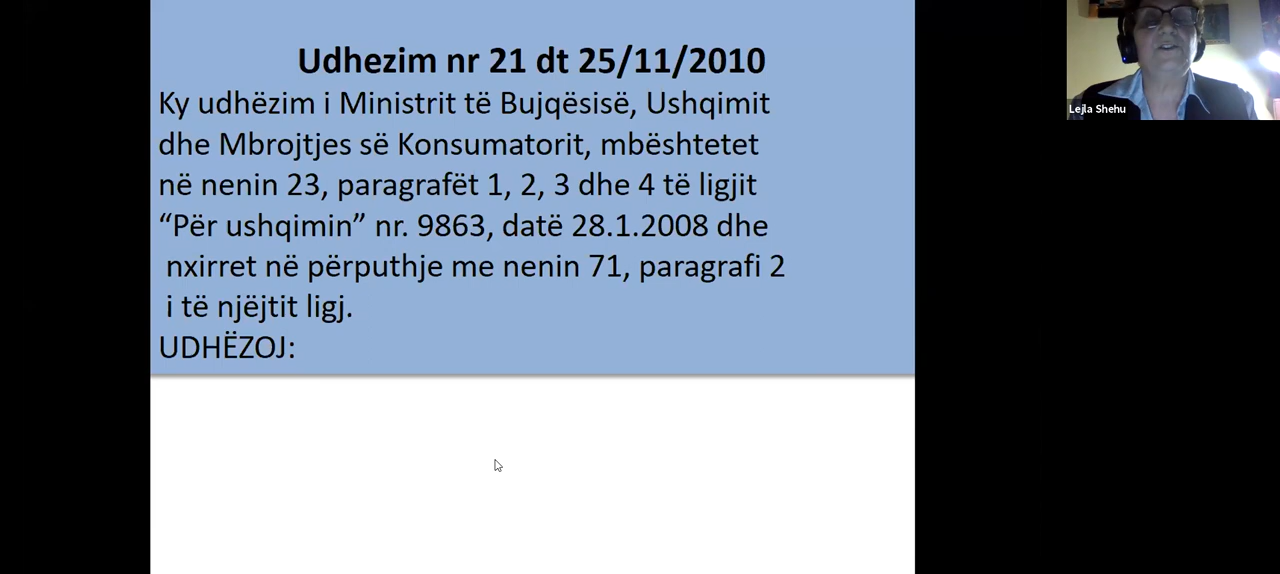 Udhezim nr 21 dt 25/11/2010
Ky udhëzim i Ministrit të Bujqësisë, Ushqimit
dhe Mbrojtjes së Konsumatorit, mbështetet
në nenin 23, paragrafët 1, 2, 3 dhe 4 të ligjit
“Për ushqimin” nr. 9863, datë 28.1.2008 dhe
nxirret në përputhje me nenin 71, paragrafi 2
i të njëjtit ligj.
UDHËZOJ:
Lejla Shehu